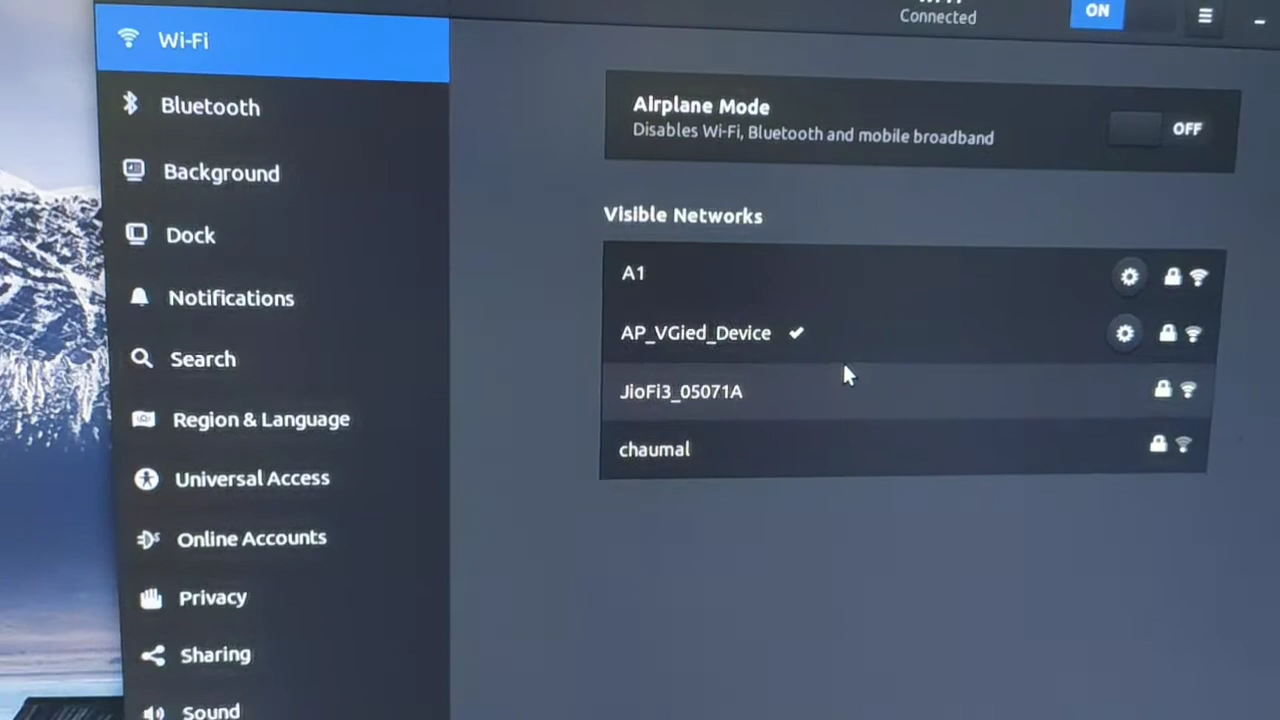 Connected
ON
Wi-Fi
Bluetooth
Background
Dock
Notifications
Search
Region & Language
Universal Access
Online Accounts
Privacy
Sharing
Sound
Airplane Mode
Disables Wi-Fi, Bluetooth and mobile broadband
OFF
Visible Networks
A1
AP_VGied_Device
JioFi3_05071A
chaumal